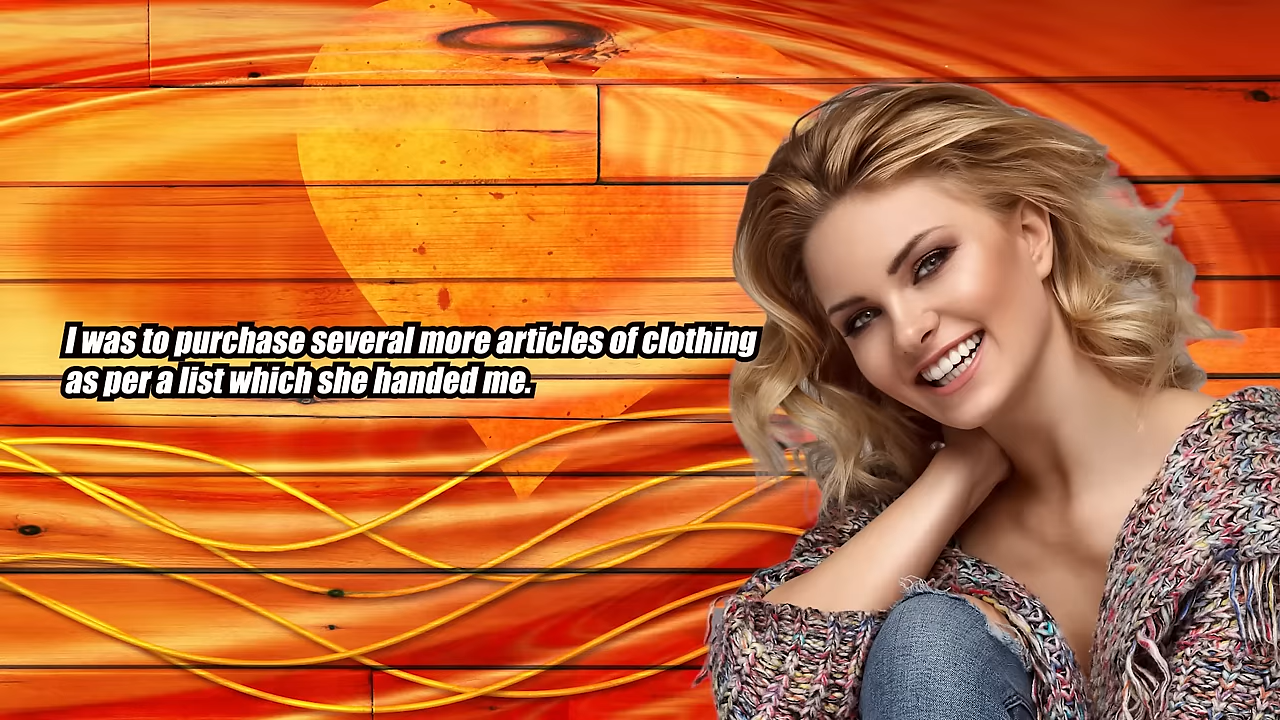 I was to purchase several more articles of clothing
as per a list which she handed me.